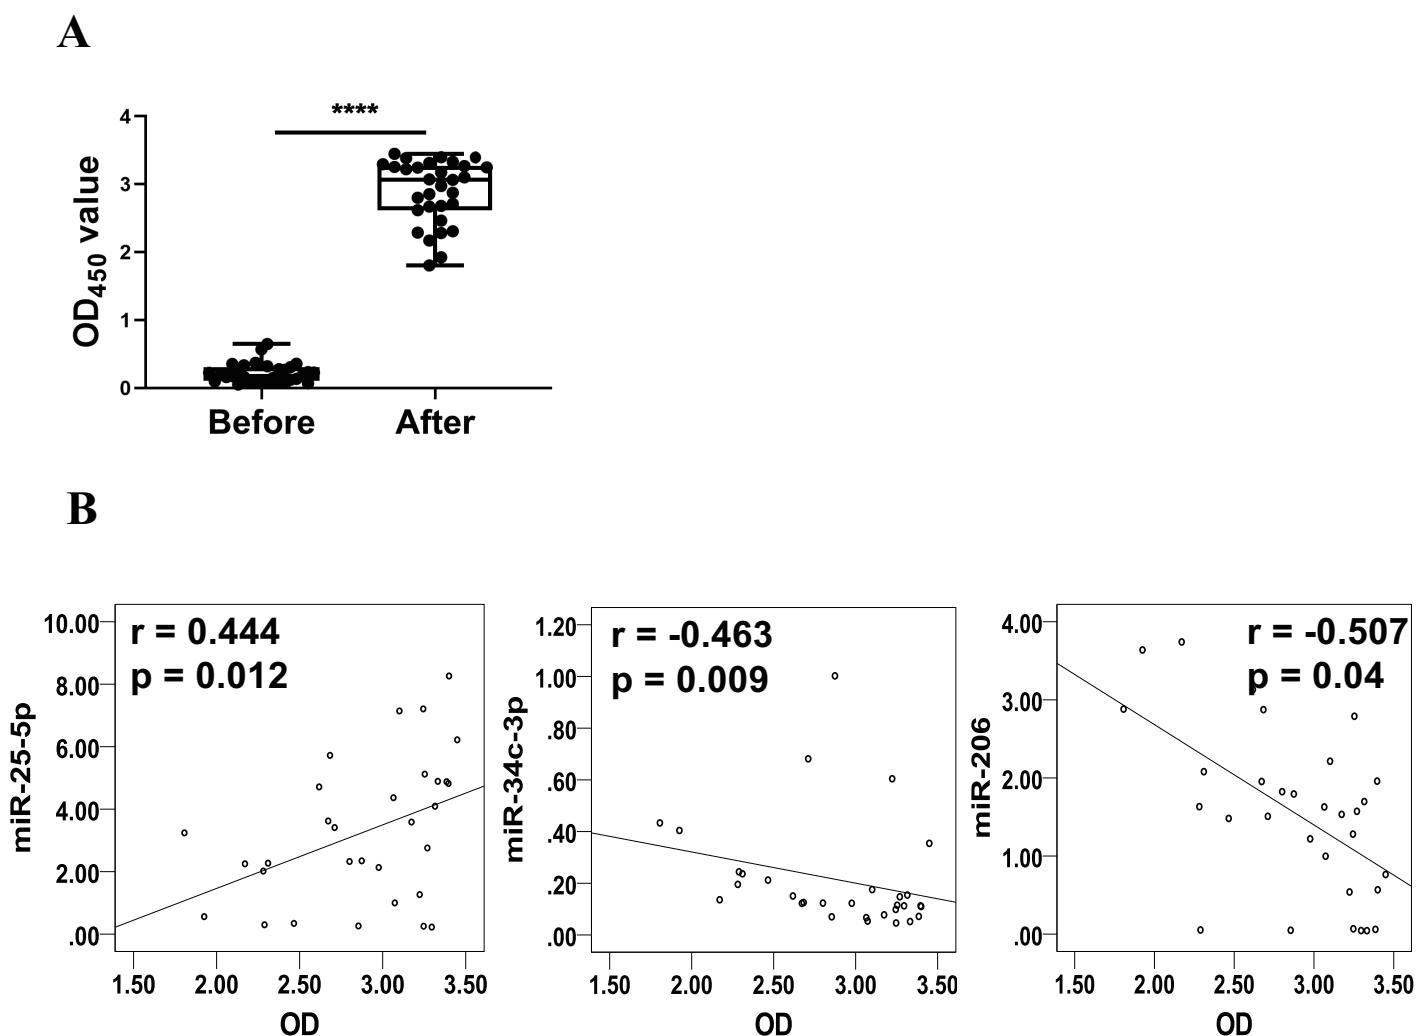 A
****
4
3
2
1
0
OD450 value
Before
After
B
r = 0.444
p = 0.012
10.00
8.00
6.00
4.00
2.00
.00
miR-25-5p
1.50 2.00 2.50 3.00 3.50
OD
r = -0.463
p = 0.009
1.20
1.00
.80
.60
.40
.20
.00
miR-34c-3p
1.50 2.00 2.50 3.00 3.50
OD
r = -0.507
p = 0.04
4.00
3.00
2.00
1.00
.00
miR-206
1.50 2.00 2.50 3.00 3.50
OD